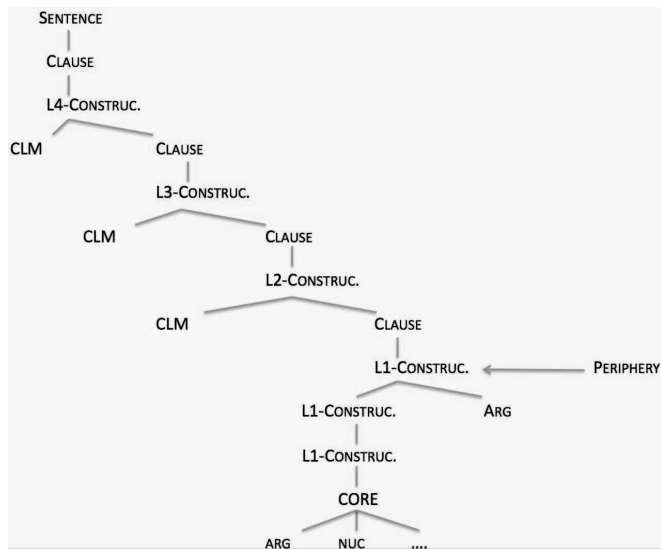 SENTENCE
CLAUSE
L4-CONSTRUC.
CLM CLAUSE
L3-CONSTRUC.
CLM CLAUSE
L2-CONSTRUC.
CLM CLAUSE
L1-CONSTRUC. PERIPHERY
L1-CONSTRUC. ARG
L1-CONSTRUC.
CORE
ARG NUC ....